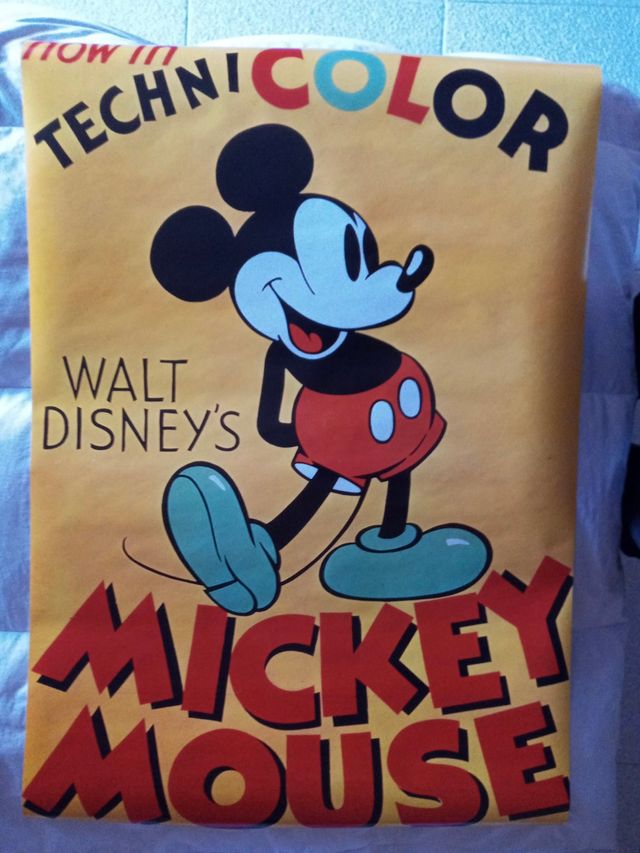 now in
TECHNICOLOR
WALT
DISNEY'S
MICKEY
MOUSE